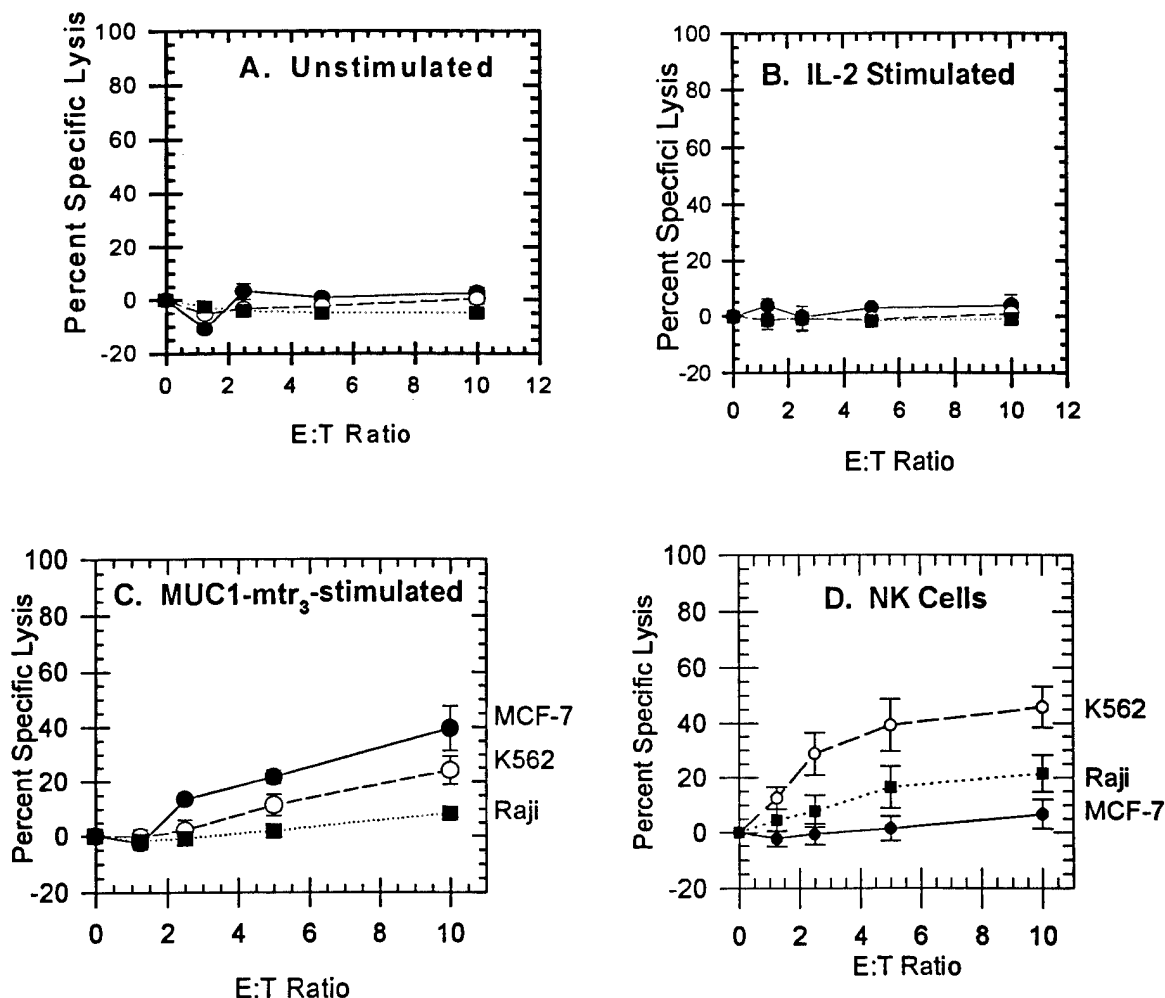 A. Unstimulated
Percent Specific Lysis
100
80
60
40
20
0
-20
0 2 4 6 8 10 12
E:T Ratio
B. IL-2 Stimulated
Percent Specfici Lysis
100
80
60
40
20
0
-20
0 2 4 6 8 10 12
E:T Ratio
C. MUC1-mtr3-stimulated
Percent Specific Lysis
100
80
60
40
20
0
-20
0 2 4 6 8 10
E:T Ratio
MCF-7
K562
Raji
D. NK Cells
Percent Specific Lysis
100
80
60
40
20
0
-20
0 2 4 6 8 10
E:T Ratio
K562
Raji
MCF-7